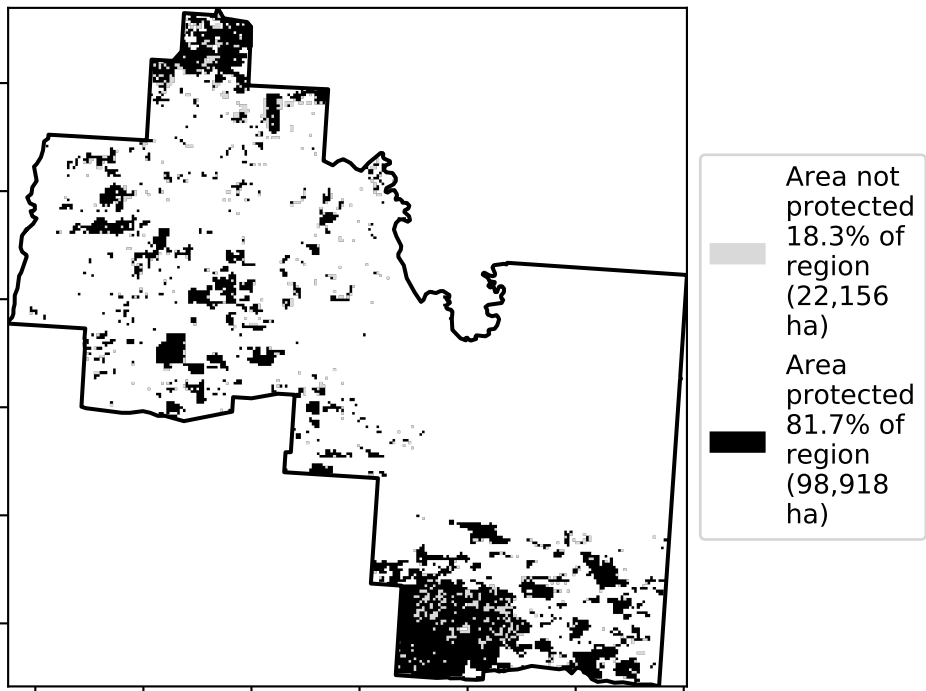 Area not
protected
18.3% of
region
(22,156
ha)
Area
protected
81.7% of
region
(98,918
ha)